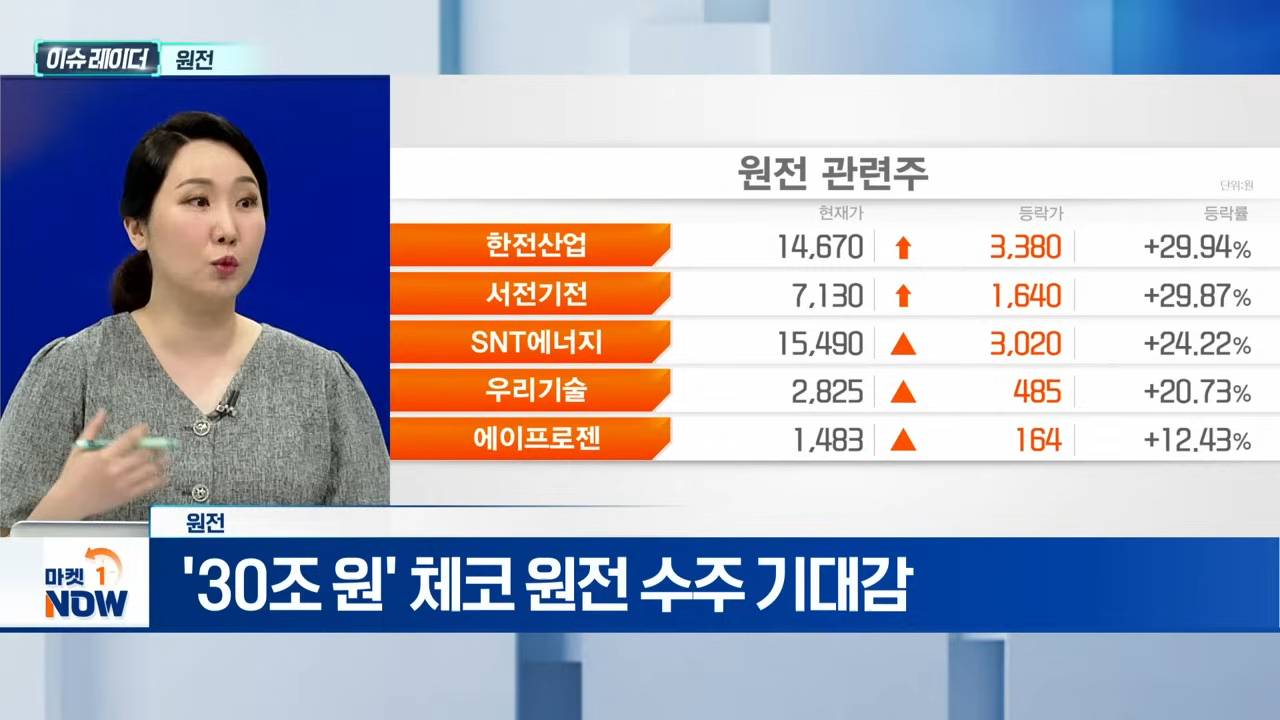 이슈레이더 원전
원전 관련주
단위:원
현재가 등락가 등락률
한전산업 14,670 3,380 +29.94%
서전기전 7,130 1,640 +29.87%
SNT에너지 15,490 3,020 +24.22%
우리기술 2,825 485 +20.73%
에이프로젠 1,483 164 +12.43%
원전
마켓 1
NOW
'30조 원' 체코 원전 수주 기대감